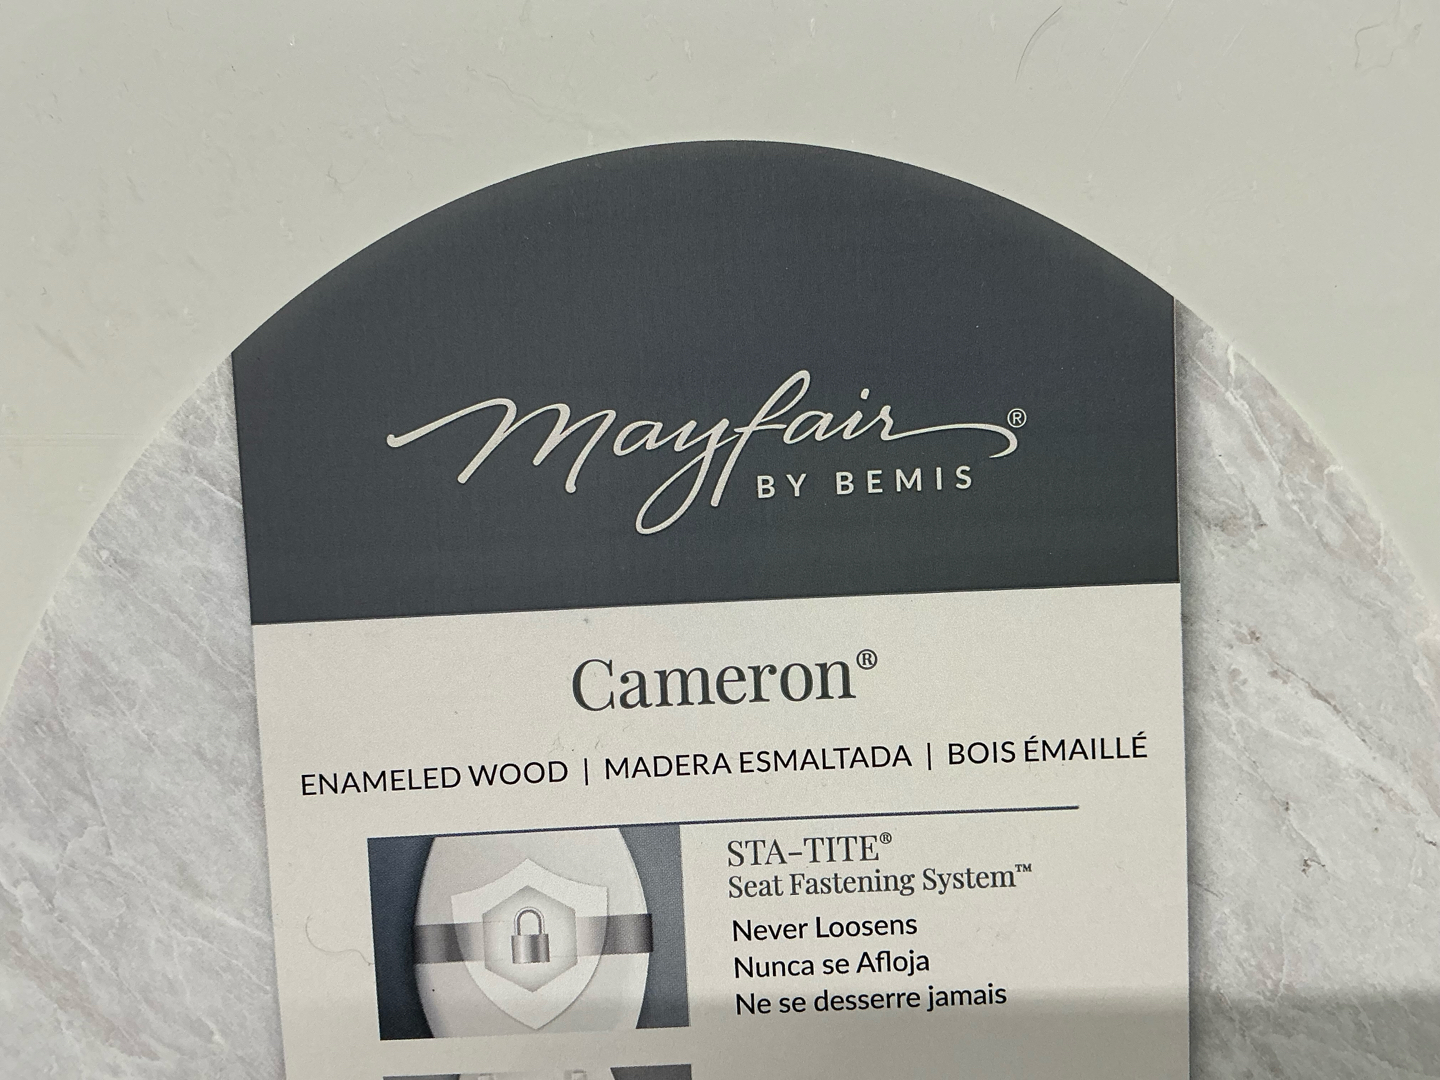 Mayfair®
BY BEMIS
Cameron®
ENAMELED WOOD | MADERA ESMALTADA | BOIS ÉMAILLÉ
STA-TITE®
Seat Fastening System™
Never Loosens
Nunca se Afloja
Ne se desserre jamais